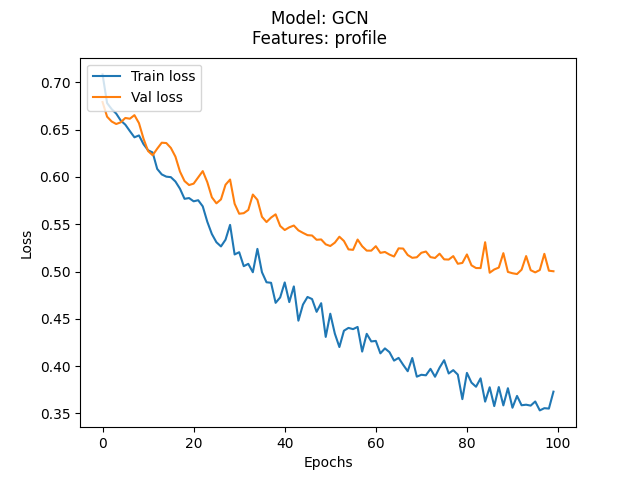 Model: GCN
Features: profile
Train loss
Val loss
0.70
0.65
0.60
0.55
0.50
0.45
0.40
0.35
Loss
0 20 40 60 80 100
Epochs